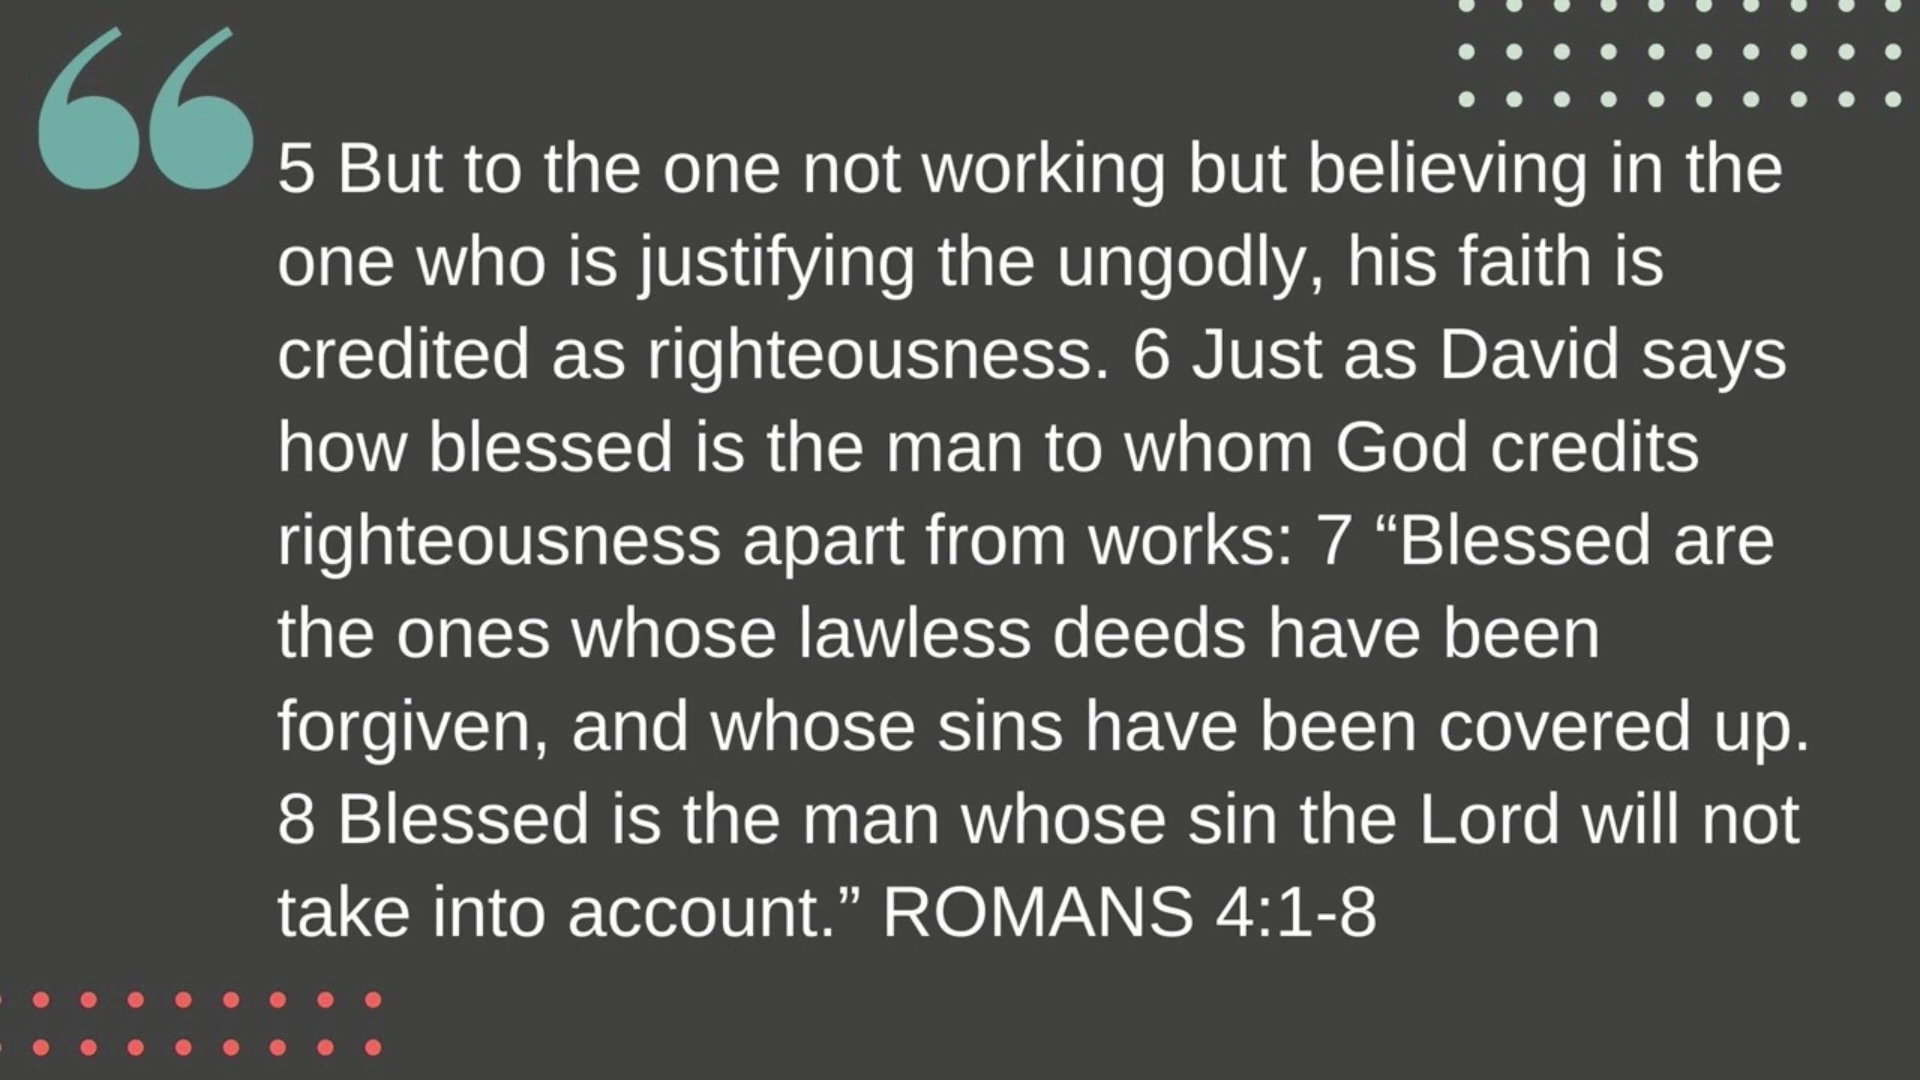 5 But to the one not working but believing in the
one who is justifying the ungodly, his faith is
credited as righteousness. 6 Just as David says
how blessed is the man to whom God credits
righteousness apart from works: 7 “Blessed are
the ones whose lawless deeds have been
forgiven, and whose sins have been covered up.
8 Blessed is the man whose sin the Lord will not
take into account.” ROMANS 4:1-8